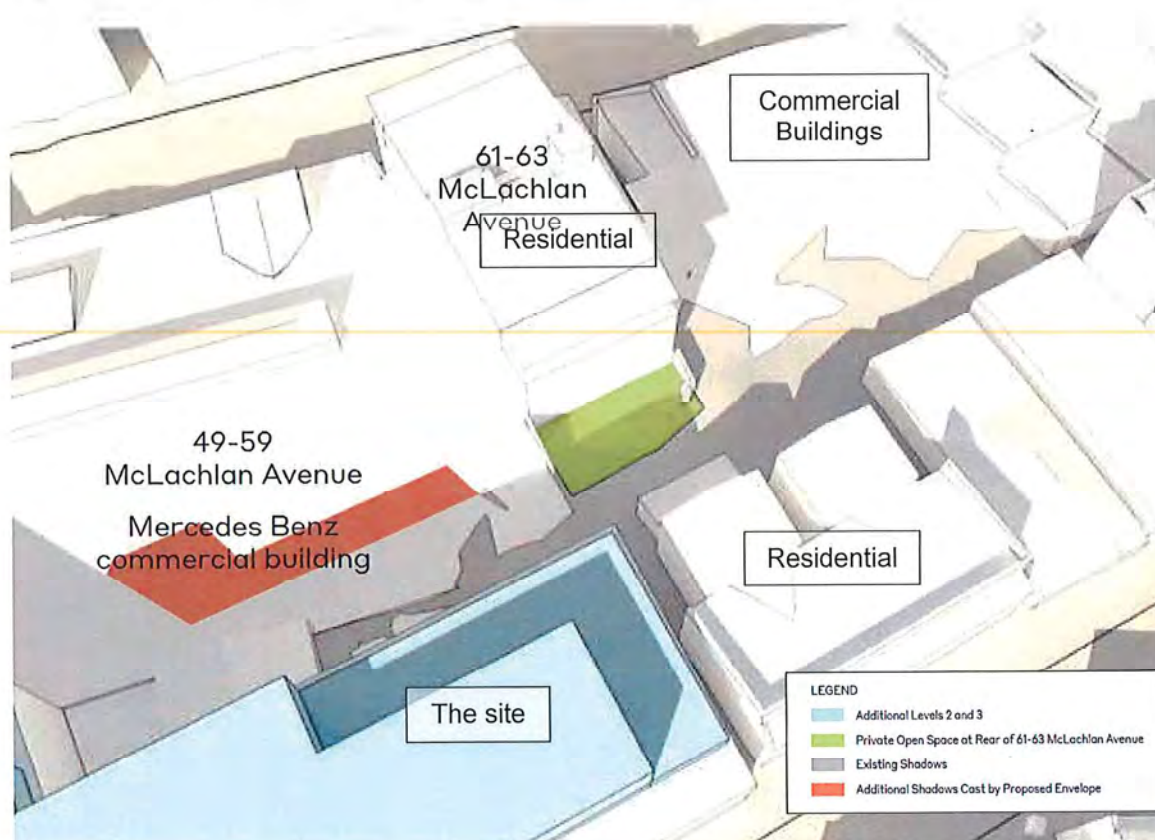 Commercial
Buildings
61-63
McLachlan
Avenue
Residential
49-59
McLachlan Avenue
Mercedes Benz
commercial building
Residential
The site
LEGEND
Additional Levels 2 and 3
Private Open Space at Rear of 61-63 McLachlan Avenue
Existing Shadows
Additional Shadows Cast by Proposed Envelope